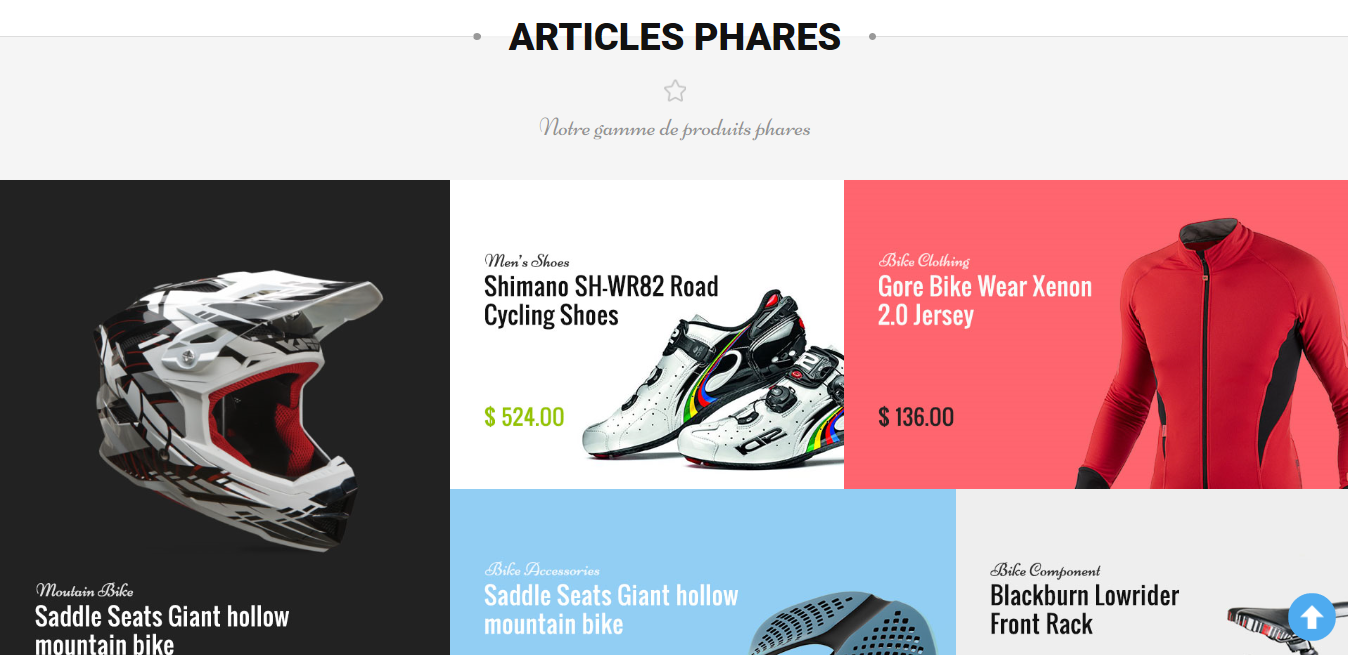 ARTICLES PHARES
Notre gamme de produits phares
Moutain Bike
Saddle Seats Giant hollow
mountain bike
Men's Shoes
Shimano SH-WR82 Road
Cycling Shoes
$ 524.00
Bike Clothing
Gore Bike Wear Xenon
2.0 Jersey
$ 136.00
Bike Accessories
Saddle Seats Giant hollow
mountain bike
Bike Component
Blackburn Lowrider
Front Rack